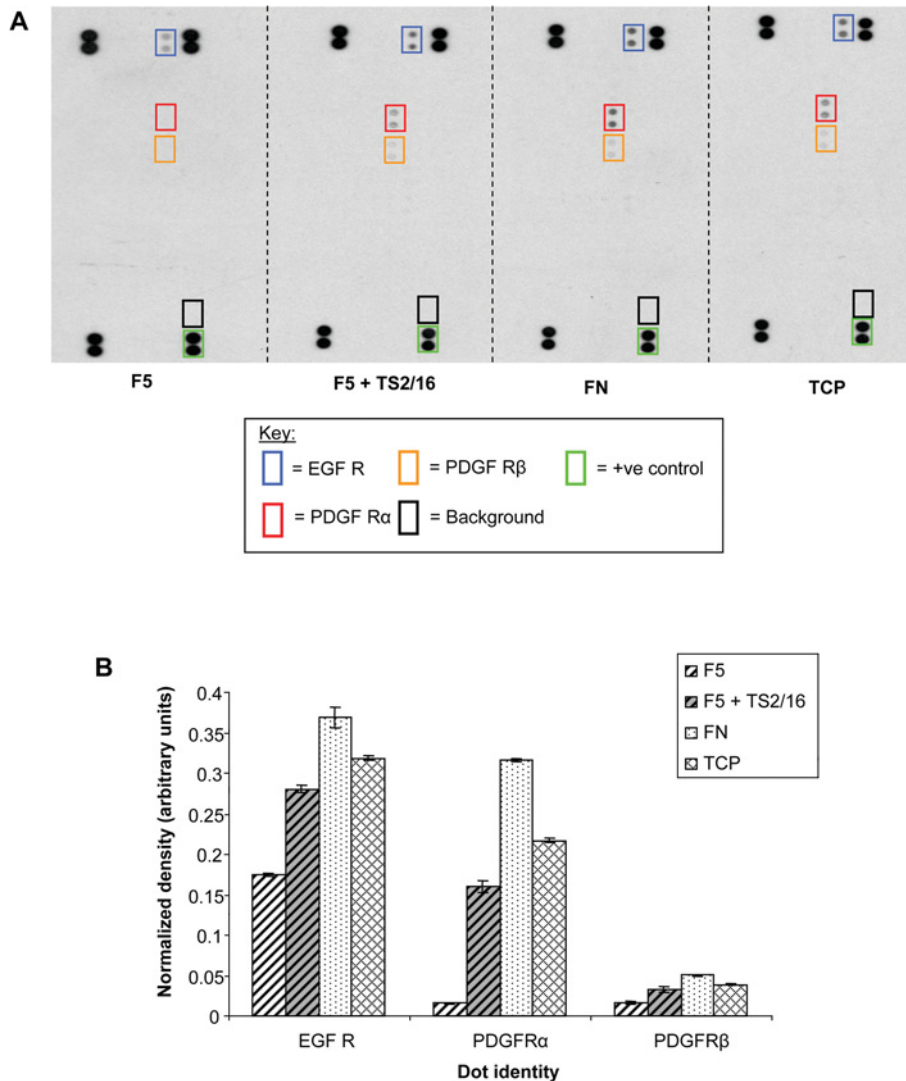 A
F5
F5 + TS2/16
FN
TCP
Key:
= EGF R
= PDGF Rβ
= +ve control
= PDGF Rα
= Background
B
Normalized density (arbitrary units)
0.4
0.35
0.3
0.25
0.2
0.15
0.1
0.05
0
F5
F5 + TS2/16
FN
TCP
EGF R
PDGFRα
PDGFRβ
Dot identity